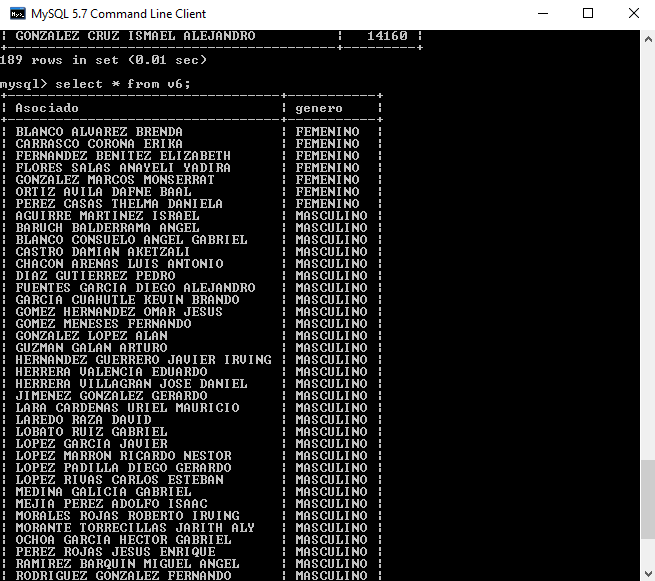 MySQL 5.7 Command Line Client
| GONZALEZ CRUZ ISMAEL ALEJANDRO | 14160 |
+--------------------------------+-------+
189 rows in set (0.01 sec)
mysql> select * from v6;
+--------------------------------+-----------+
| Asociado | genero |
+--------------------------------+-----------+
| BLANCO ALVAREZ BRENDA | FEMENINO |
| CARRASCO CORONA ERIKA | FEMENINO |
| FERNANDEZ BENITEZ ELIZABETH | FEMENINO |
| FLORES SALAS ANAYELI YADIRA | FEMENINO |
| GONZALEZ MARCOS MONSERRAT | FEMENINO |
| ORTIZ AVILA DAFNE BAAL | FEMENINO |
| PEREZ CASAS THELMA DANIELA | FEMENINO |
| AGUIRRE MARTINEZ ISRAEL | MASCULINO |
| BARUCH BALDERRAMA ANGEL | MASCULINO |
| BLANCO CONSUELO ANGEL GABRIEL | MASCULINO |
| CASTRO DAMIAN AKETZALI | MASCULINO |
| CHACON ARENAS LUIS ANTONIO | MASCULINO |
| DIAZ GUTIERREZ PEDRO | MASCULINO |
| FUENTES GARCIA DIEGO ALEJANDRO | MASCULINO |
| GARCIA CUAHUTLE KEVIN BRANDO | MASCULINO |
| GOMEZ HERNANDEZ OMAR JESUS | MASCULINO |
| GOMEZ MENESES FERNANDO | MASCULINO |
| GONZALEZ LOPEZ ALAN | MASCULINO |
| GUZMAN GALAN ARTURO | MASCULINO |
| HERNANDEZ GUERRERO JAVIER IRVING | MASCULINO |
| HERRERA VALENCIA EDUARDO | MASCULINO |
| HERRERA VILLAGRAN JOSE DANIEL | MASCULINO |
| JIMENEZ GONZALEZ GERARDO | MASCULINO |
| LARA CARDENAS URIEL MAURICIO | MASCULINO |
| LAREDO RAZA DAVID | MASCULINO |
| LOBATO RUIZ GABRIEL | MASCULINO |
| LOPEZ GARCIA JAVIER | MASCULINO |
| LOPEZ MARRON RICARDO NESTOR | MASCULINO |
| LOPEZ PADILLA DIEGO GERARDO | MASCULINO |
| LOPEZ RIVAS CARLOS ESTEBAN | MASCULINO |
| MEDINA GALICIA GABRIEL | MASCULINO |
| MEJIA PEREZ ADOLFO ISAAC | MASCULINO |
| MORALES ROJAS ROBERTO IRVING | MASCULINO |
| MORANTE TORRECILLAS JARITH ALY | MASCULINO |
| OCHOA GARCIA HECTOR GABRIEL | MASCULINO |
| PEREZ ROJAS JESUS ENRIQUE | MASCULINO |
| RAMIREZ BARQUIN MIGUEL ANGEL | MASCULINO |
| RODRIGUEZ GONZALEZ FERNANDO | MASCULINO |